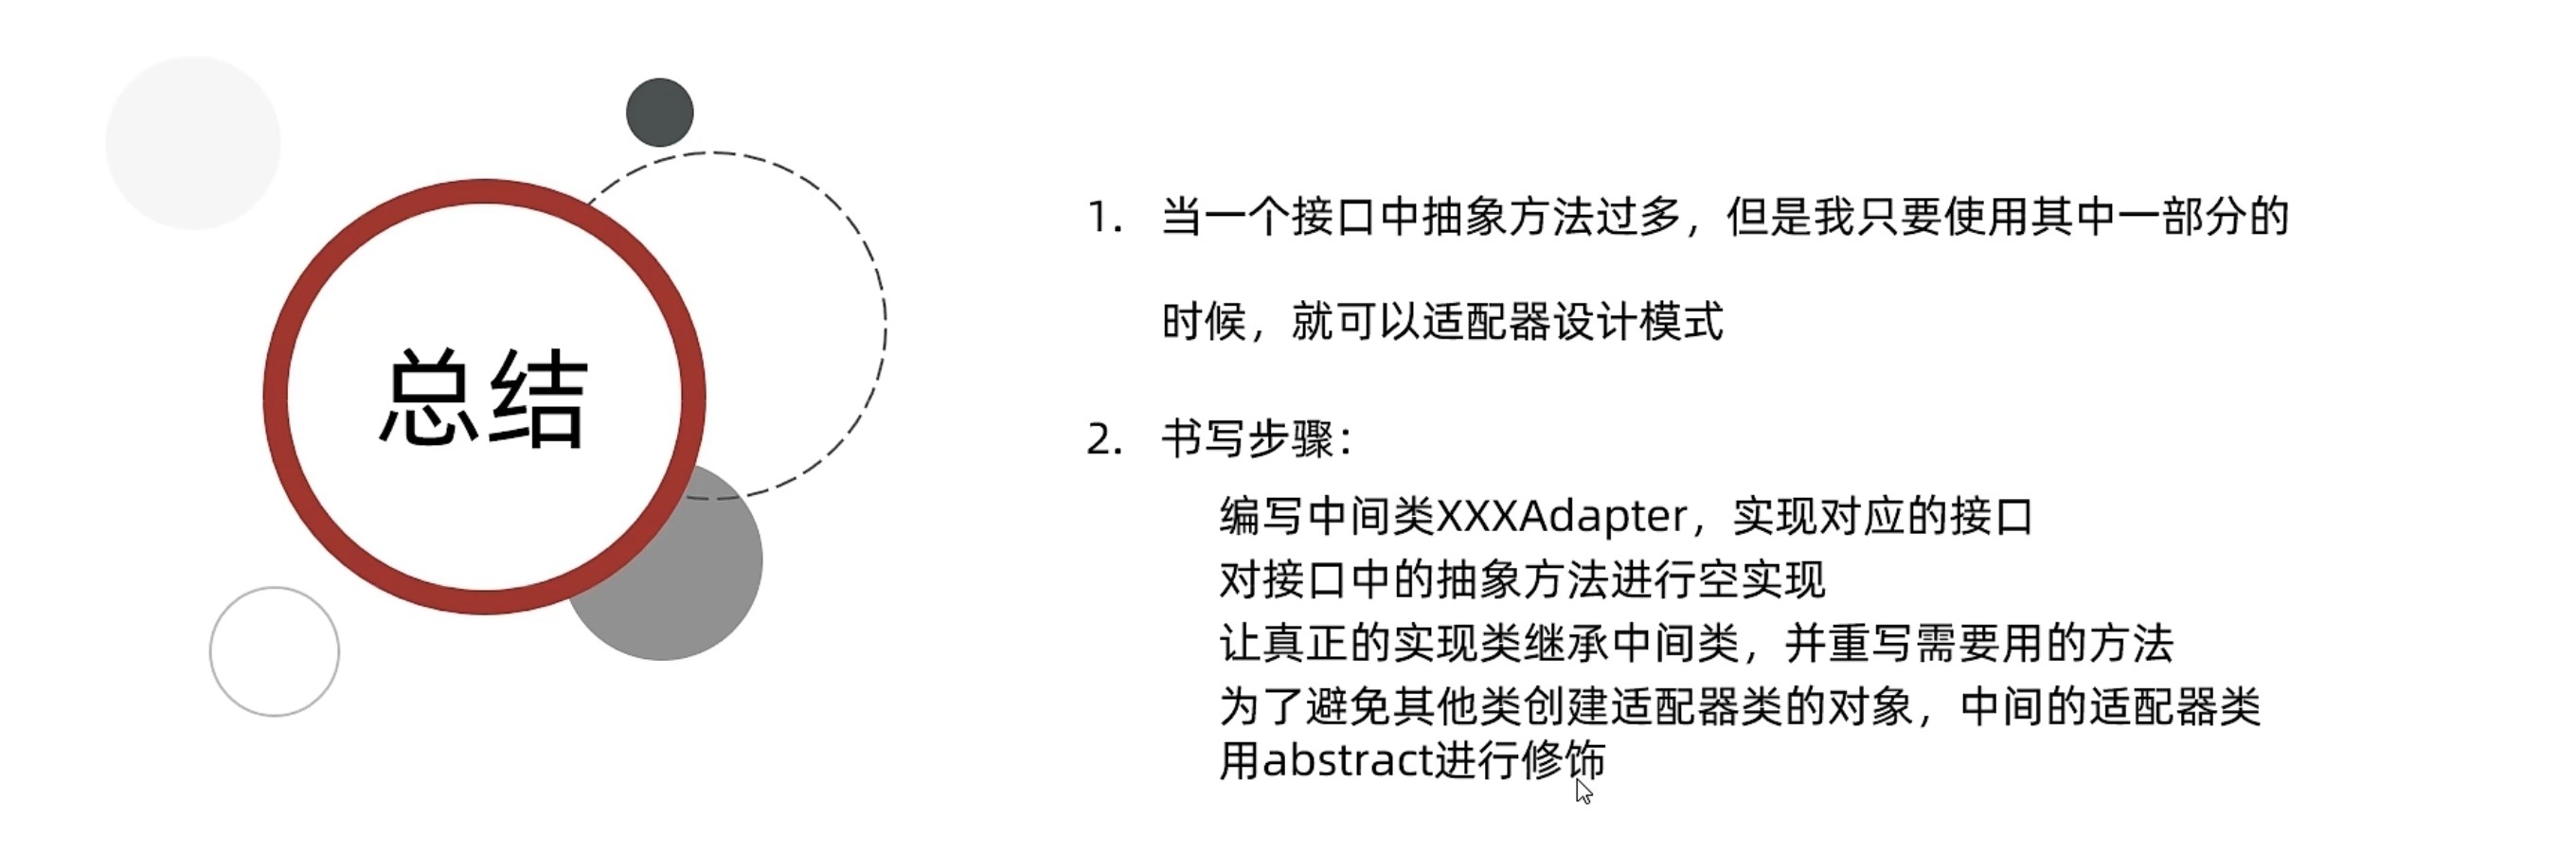 总结
1. 当一个接口中抽象方法过多，但是我只要使用其中一部分的
时候，就可以适配器设计模式
2. 书写步骤：
编写中间类XXXAdapter，实现对应的接口
对接口中的抽象方法进行空实现
让真正的实现类继承中间类，并重写需要用的方法
为了避免其他类创建适配器类的对象，中间的适配器类
用abstract进行修饰